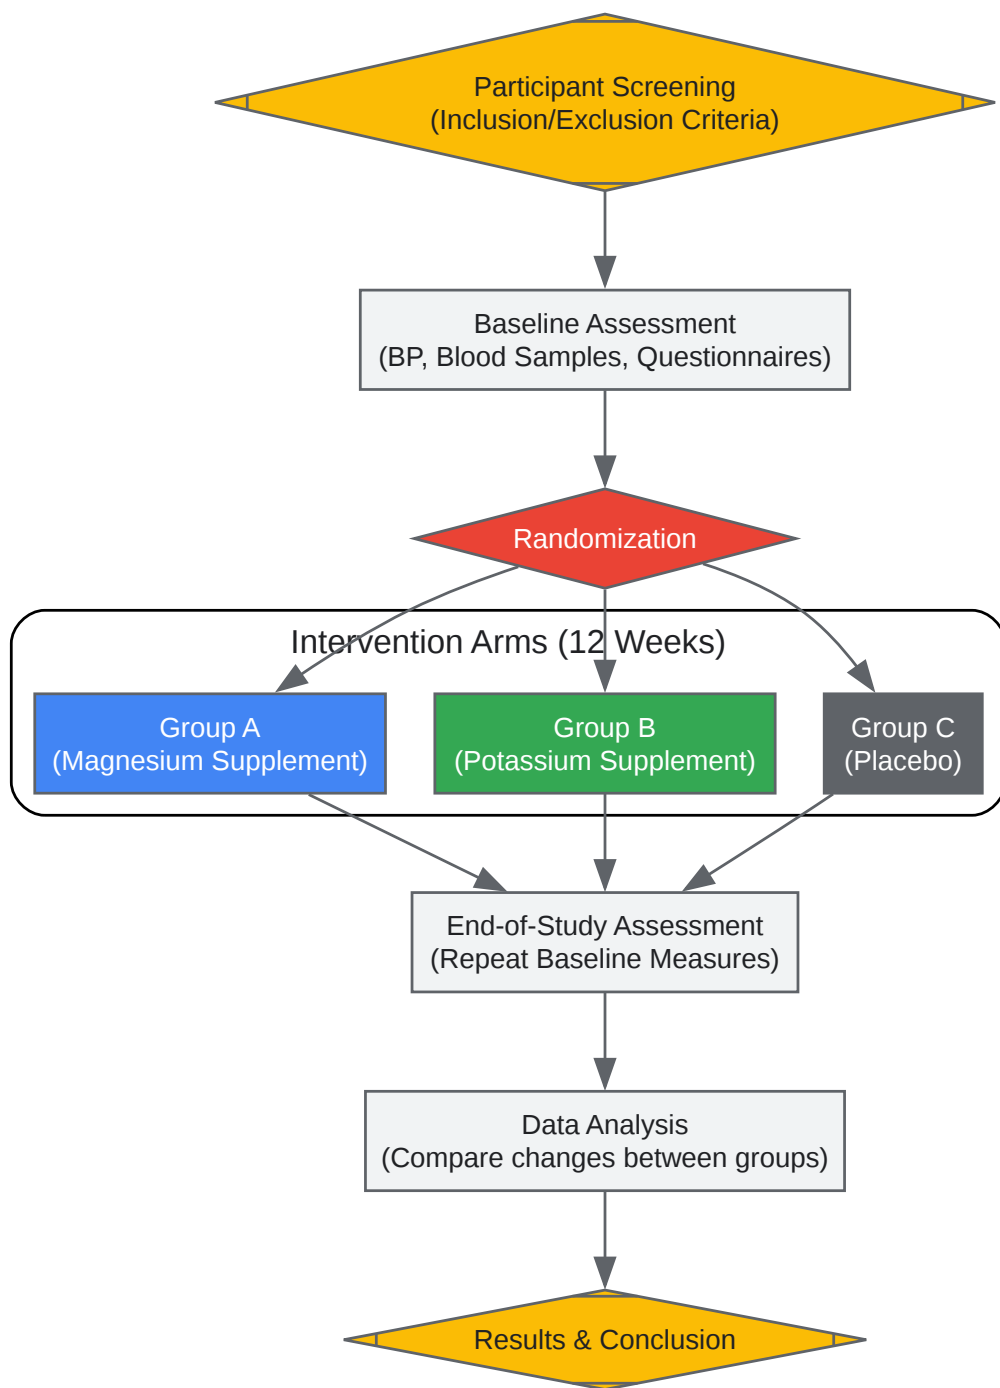 Participant Screening
(Inclusion/Exclusion Criteria)
Baseline Assessment
(BP, Blood Samples, Questionnaires)
Randomization
Intervention Arms (12 Weeks)
Group A
(Magnesium Supplement)
Group B
(Potassium Supplement)
Group C
(Placebo)
End-of-Study Assessment
(Repeat Baseline Measures)
Data Analysis
(Compare changes between groups)
Results & Conclusion